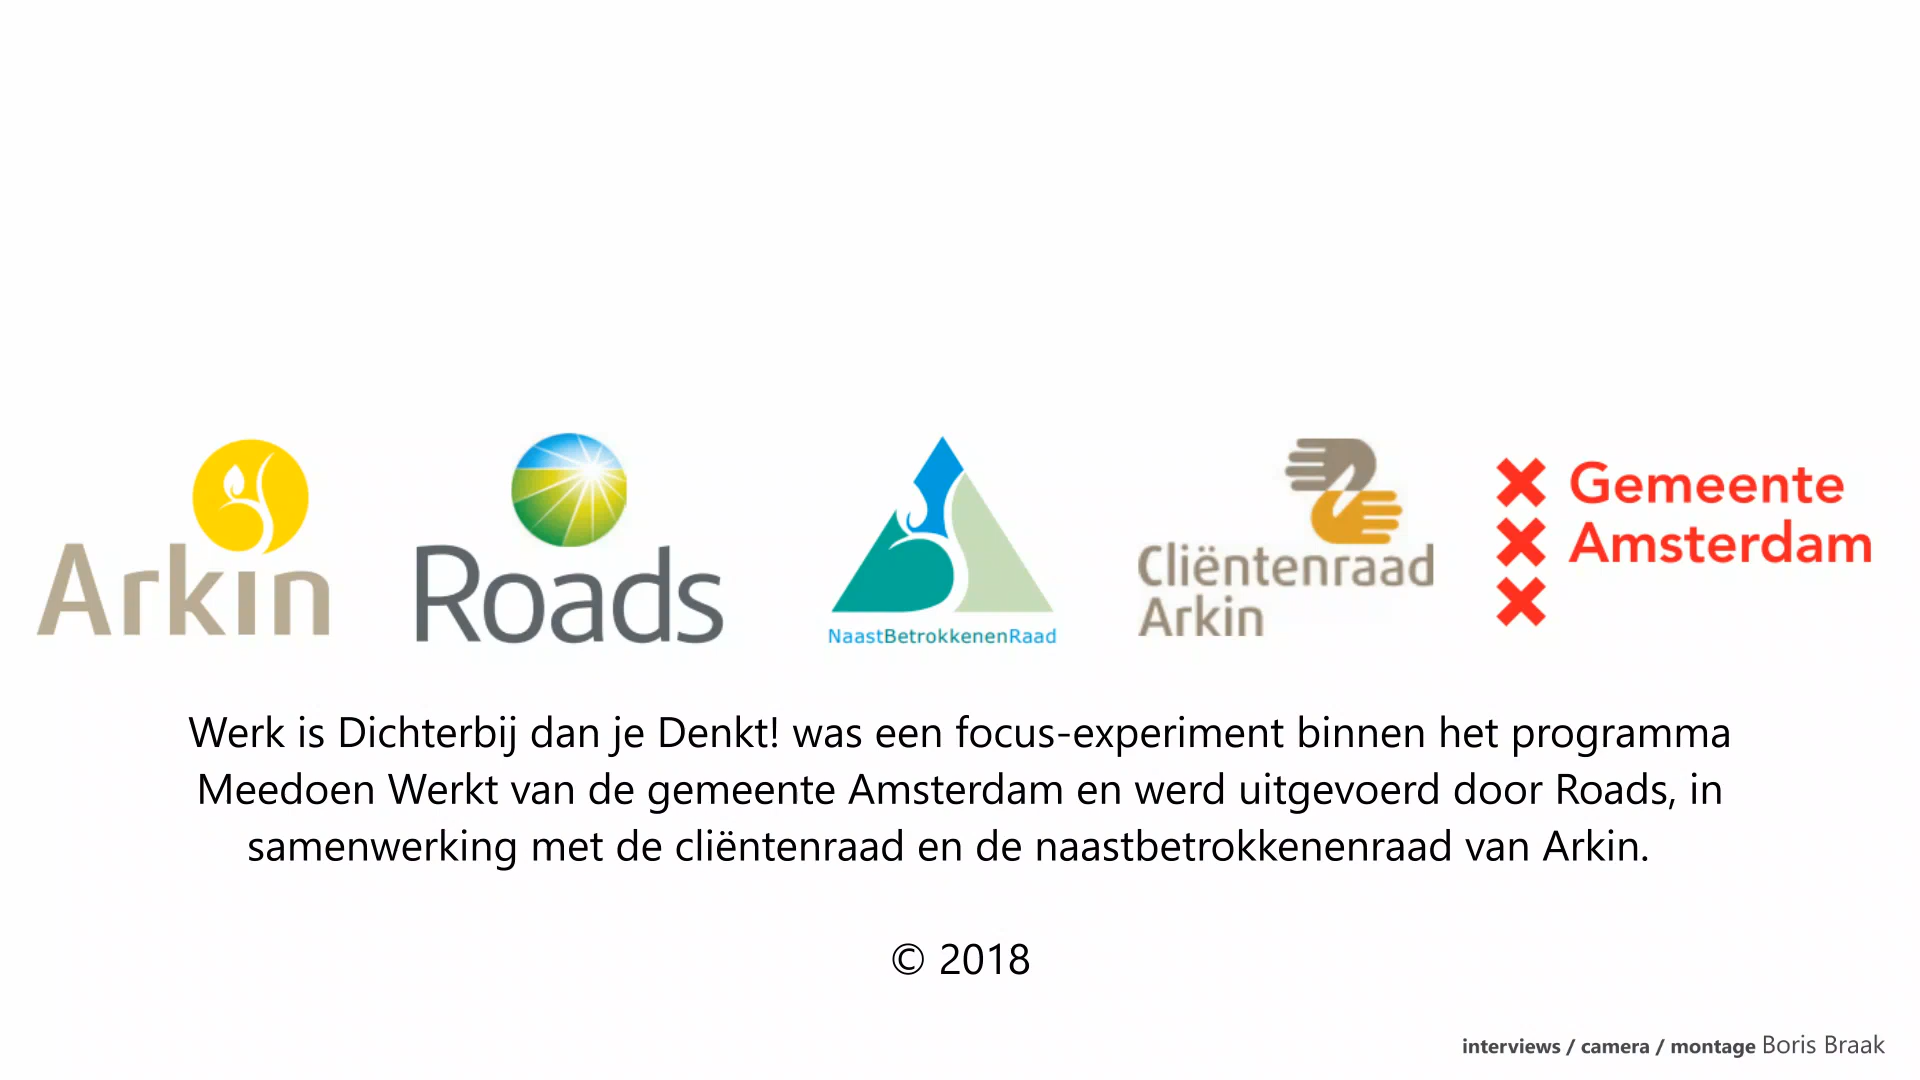 Arkin
Roads
NaastBetrokkenenRaad
Cliëntenraad
Arkin
Gemeente
Amsterdam
Werk is Dichterbij dan je Denkt! was een focus-experiment binnen het programma
Meedoen Werkt van de gemeente Amsterdam en werd uitgevoerd door Roads, in
samenwerking met de cliëntenraad en de naastbetrokkenenraad van Arkin.
© 2018
interviews / camera / montage Boris Braak